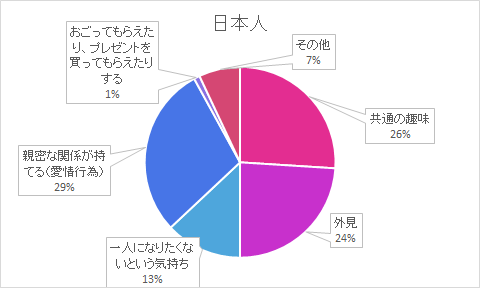 日本人
おごってもらえた
り、プレゼントを
買ってもらえたり
する
1%
その他
7%
共通の趣味
26%
外見
24%
一人になりたくな
いという気持ち
13%
親密な関係が持
てる（愛情行為）
29%